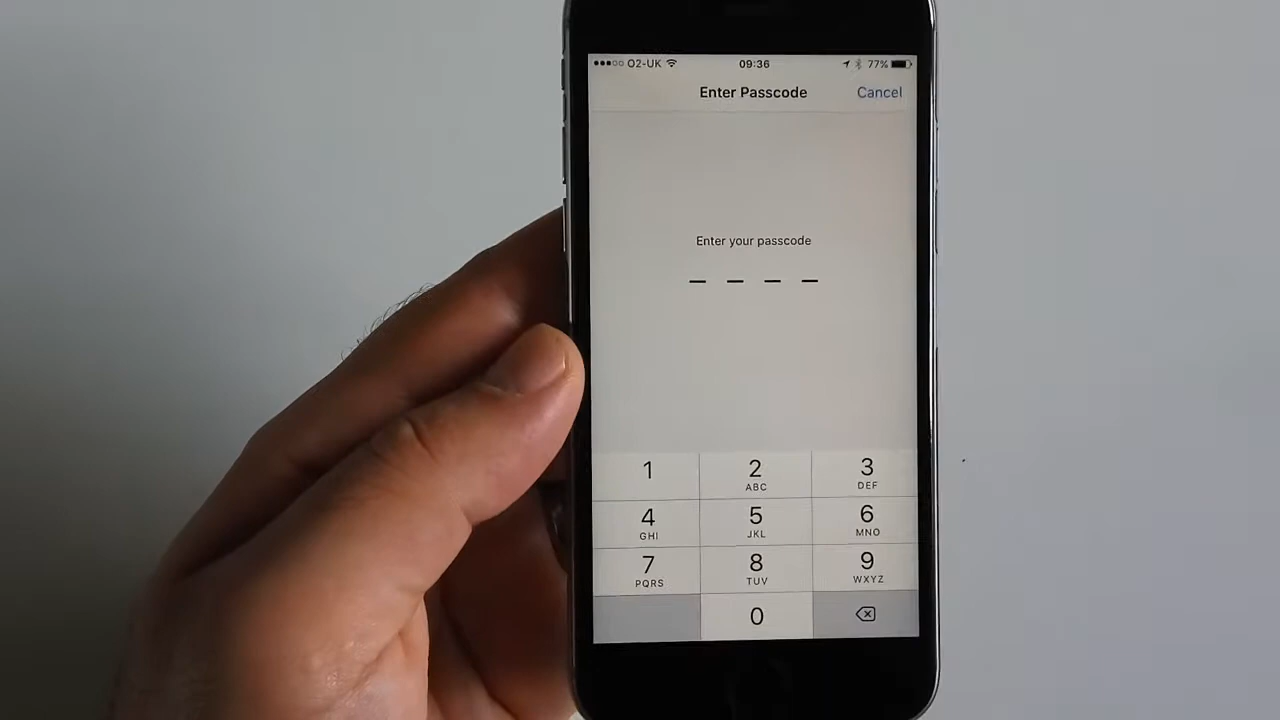 ●●●○○ O2-UK 09:36 77%
Enter Passcode Cancel
Enter your passcode
1 2 3
ABC DEF
4 5 6
GHI JKL MNO
7 8 9
PQRS TUV WXYZ
0